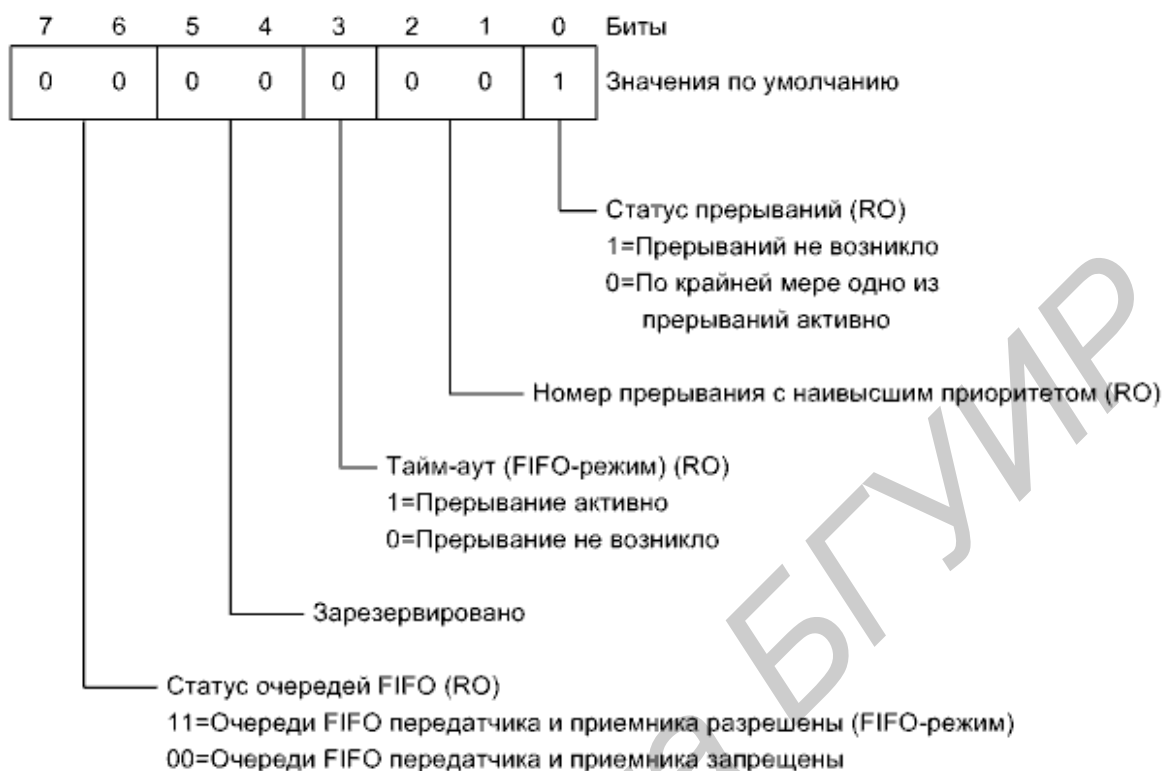 7 6 5 4 3 2 1 0 Биты
0 0 0 0 0 0 0 1 Значения по умолчанию
Статус прерываний (RO)
1=Прерываний не возникло
0=По крайней мере одно из
прерываний активно
Номер прерывания с наивысшим приоритетом (RO)
Тайм-аут (FIFO-режим) (RO)
1=Прерывание активно
0=Прерывание не возникло
Зарезервировано
Статус очередей FIFO (RO)
11=Очереди FIFO передатчика и приемника разрешены (FIFO-режим)
00=Очереди FIFO передатчика и приемника запрещены
БГУИР